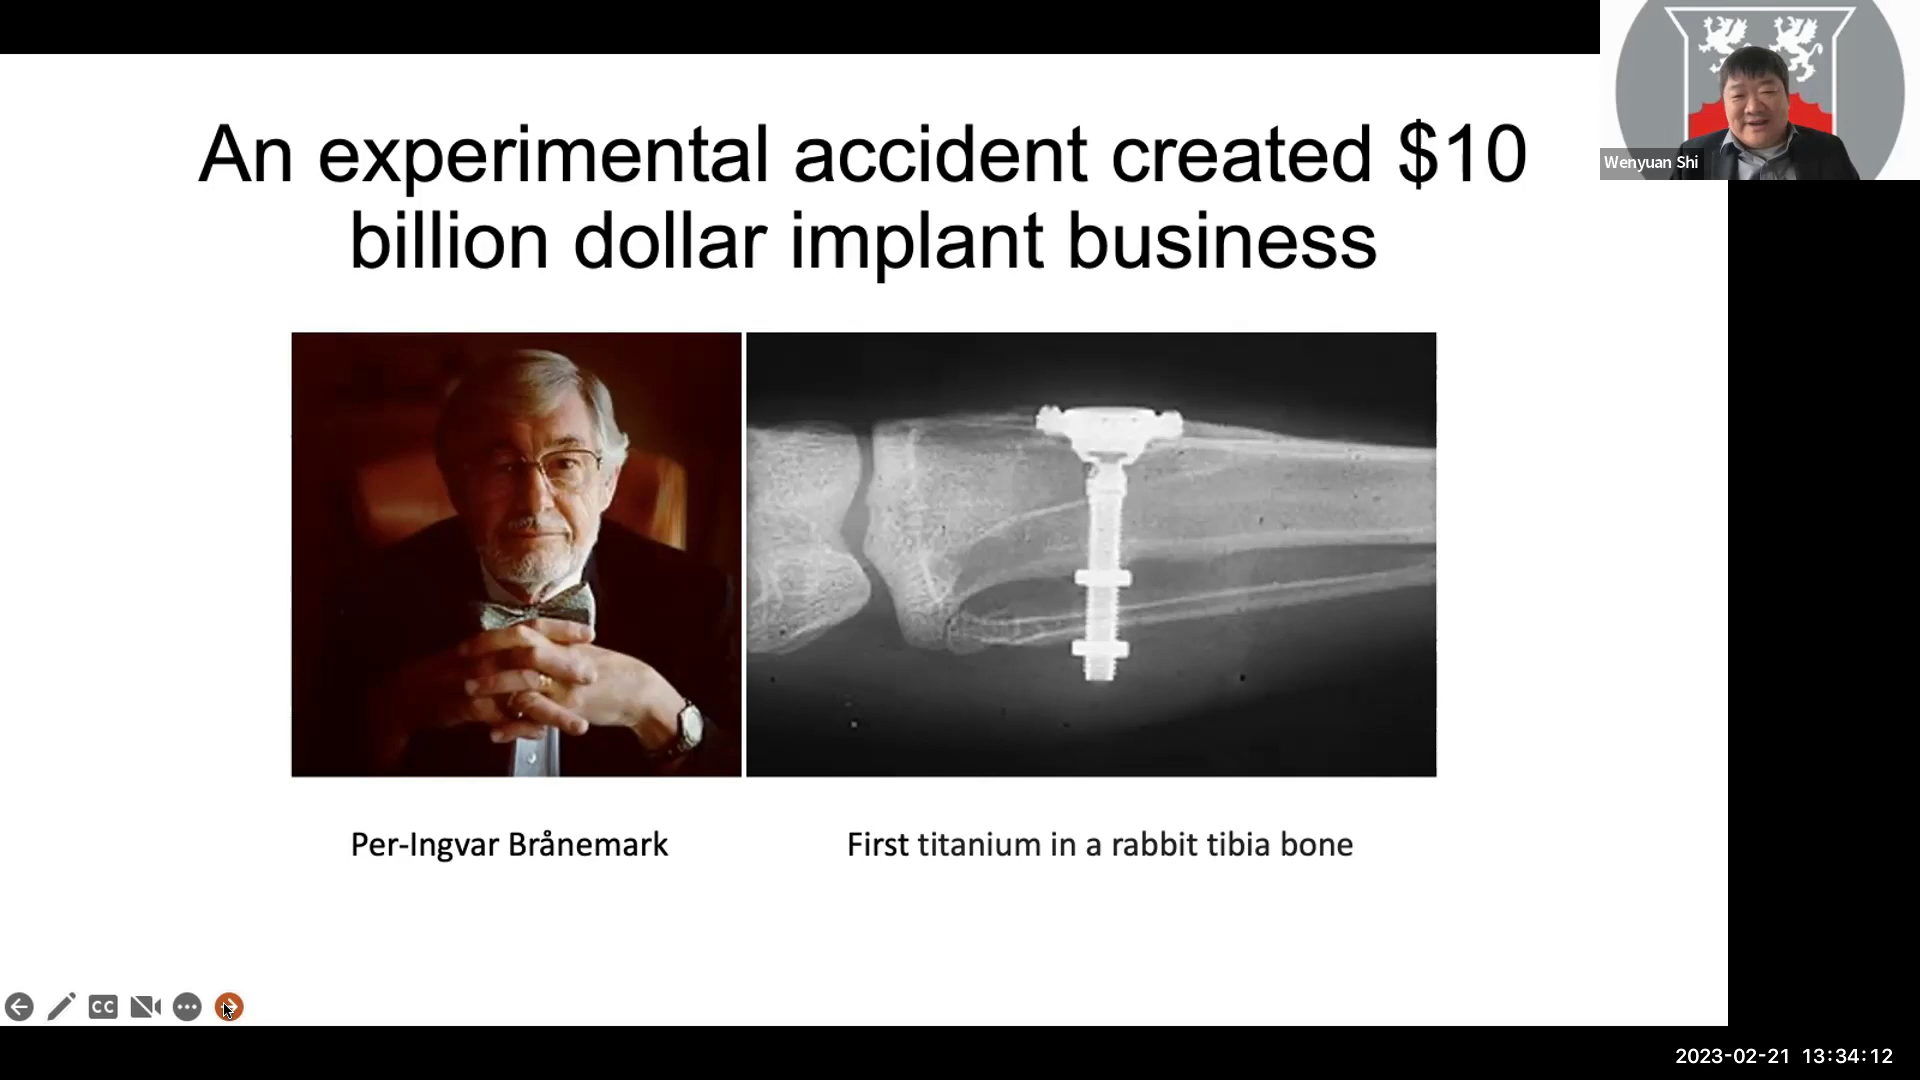 An experimental accident created $10
billion dollar implant business
Wenyuan Shi
Per-Ingvar Brånemark
First titanium in a rabbit tibia bone
CC
2023-02-21 13:34:12